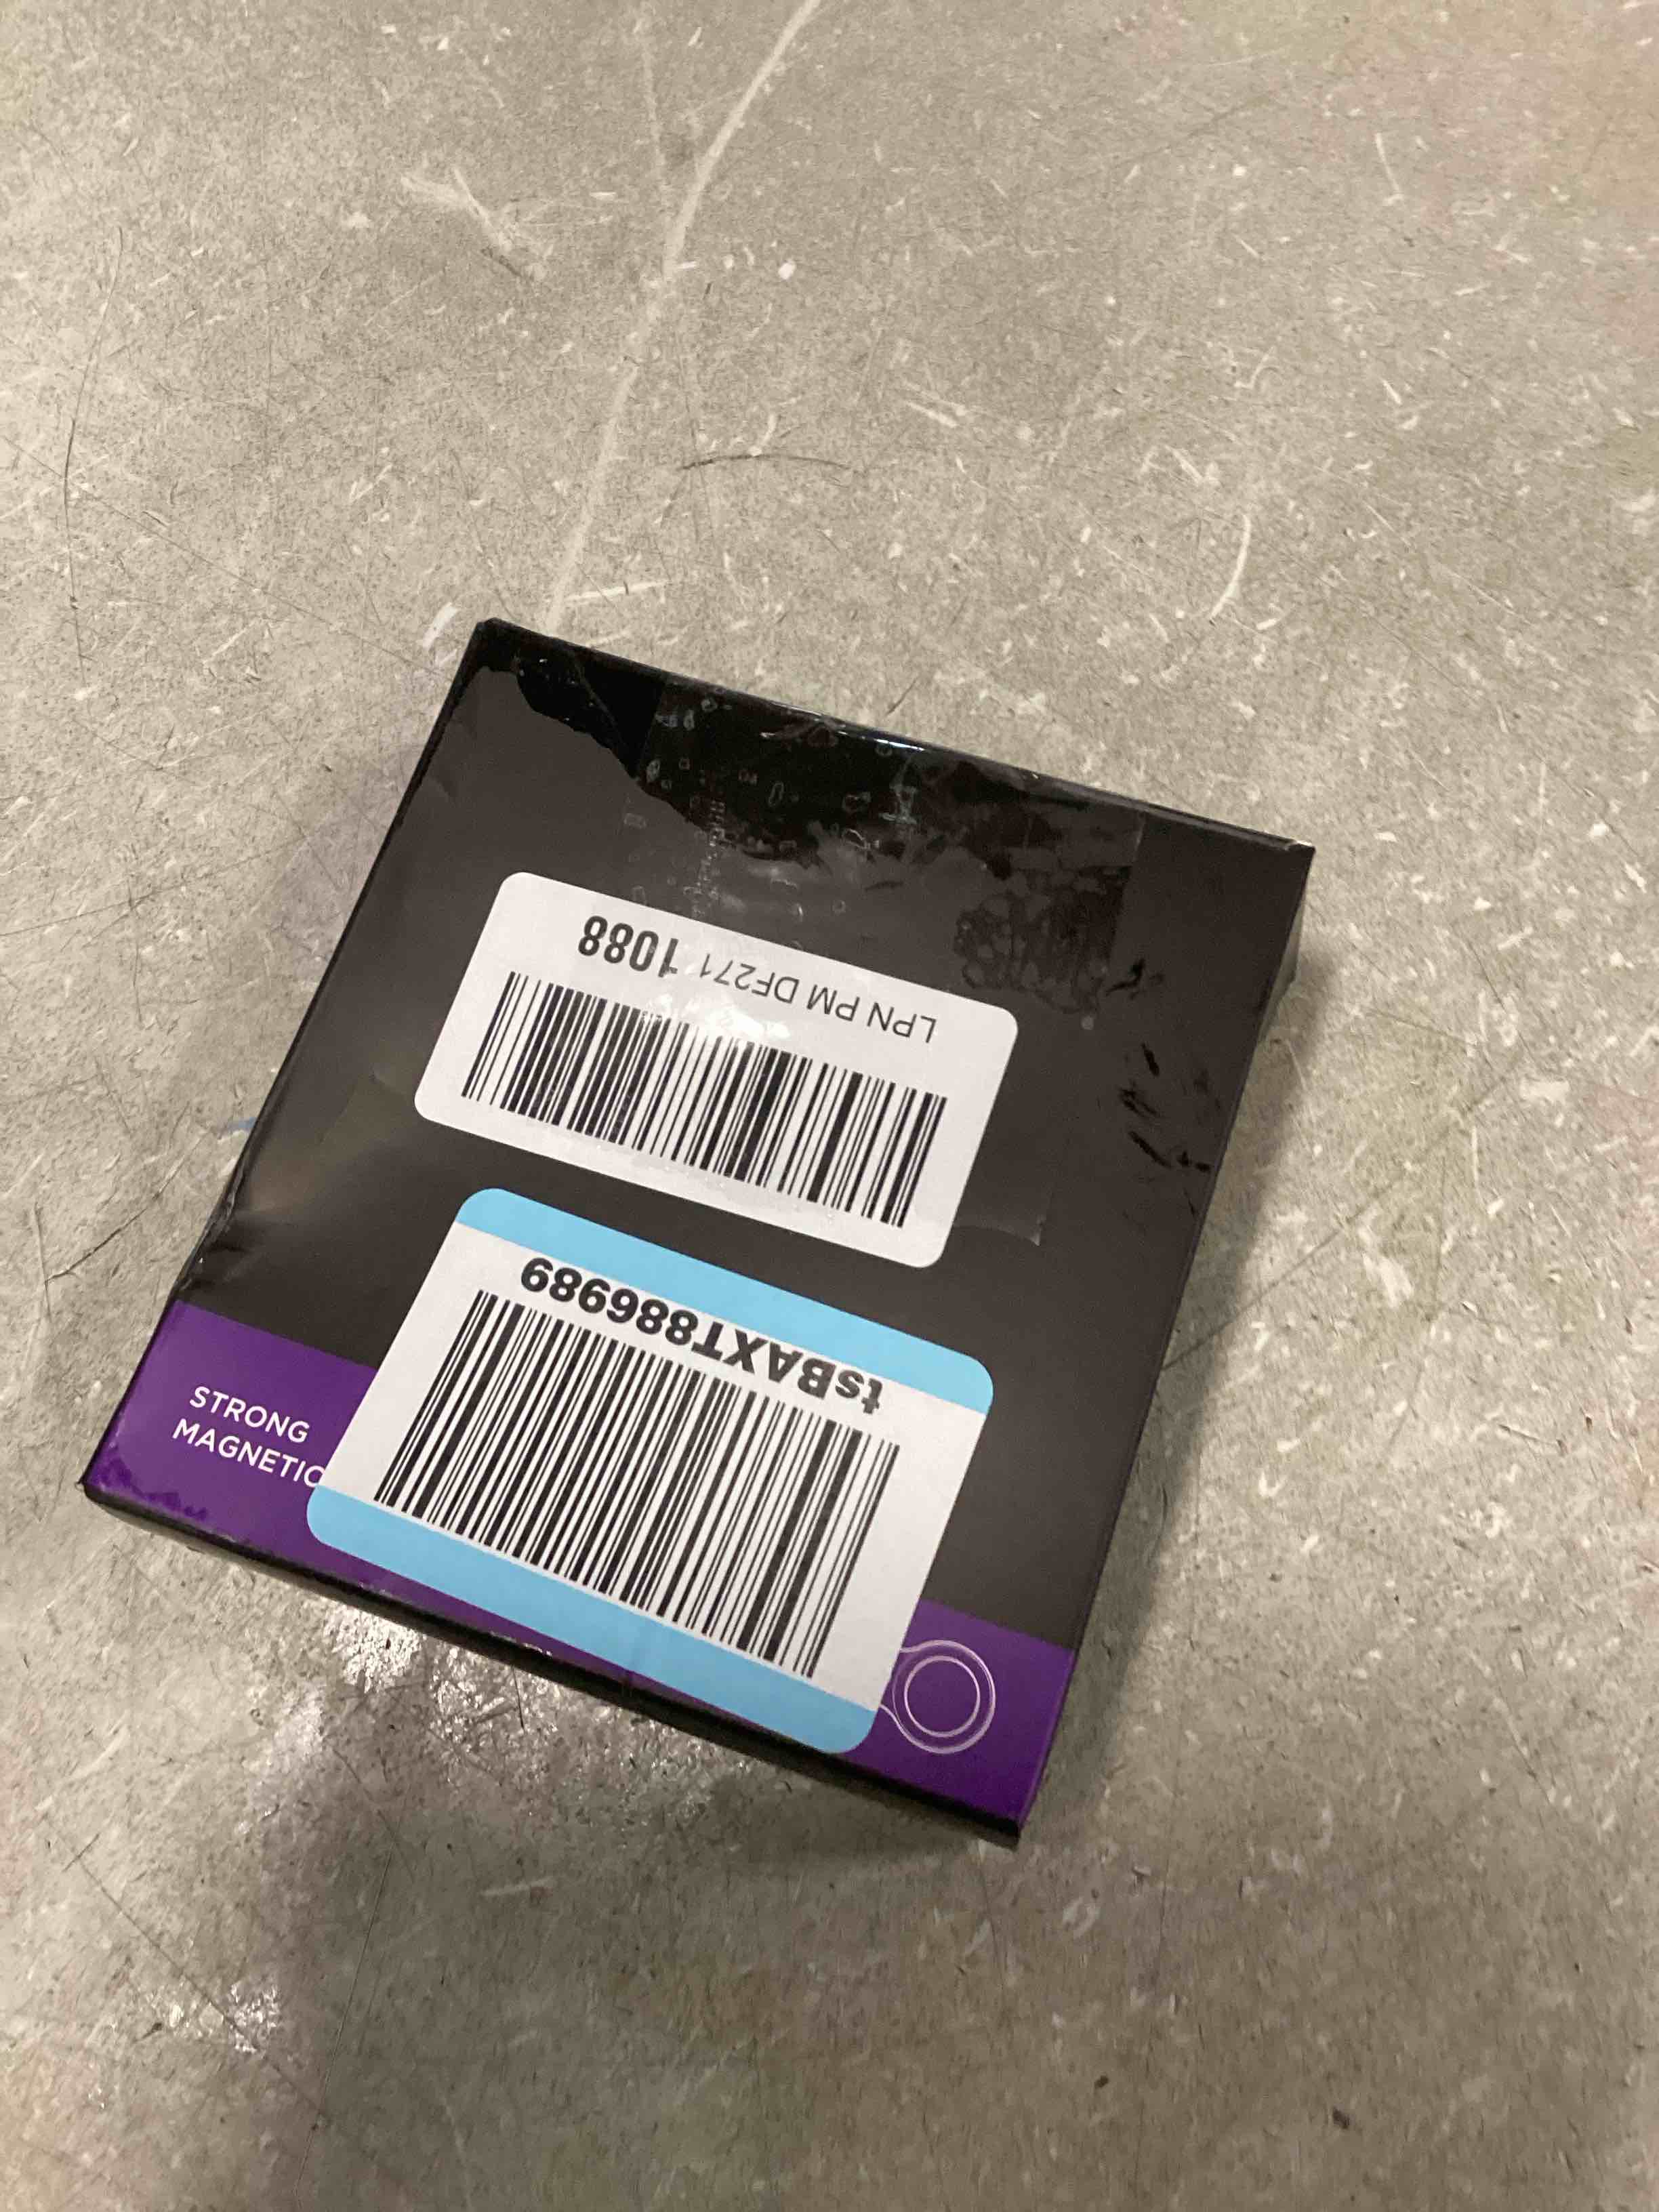 LPN PM DF271 1088
tsBAXT886989
STRONG
MAGNETIC